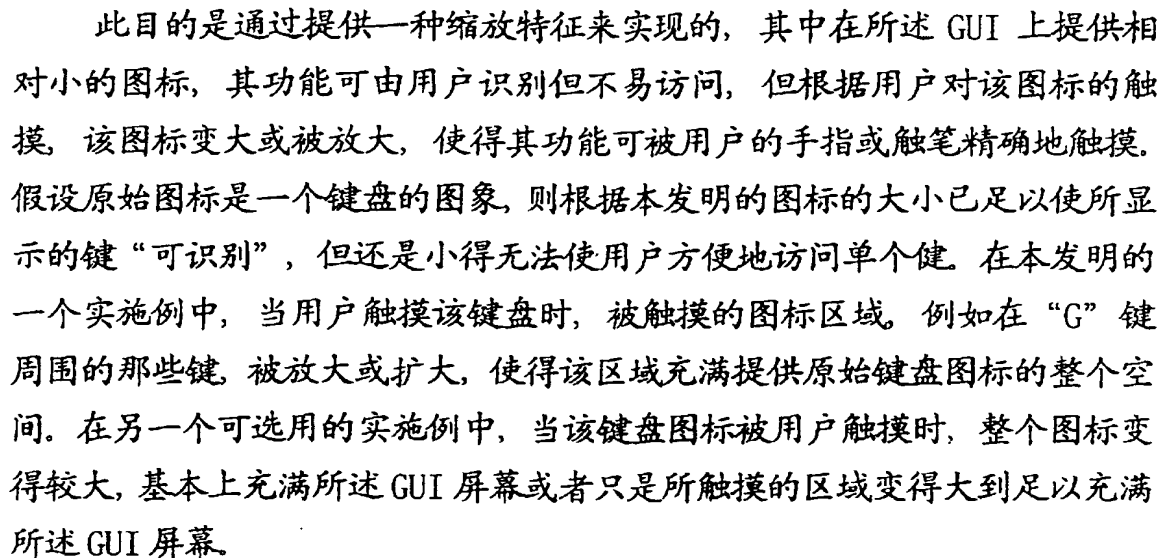 此目的是通过提供一种缩放特征来实现的，其中在所述 GUI 上提供相
对小的图标，其功能可由用户识别但不易访问，但根据用户对该图标的触
摸，该图标变大或被放大，使得其功能可被用户的手指或触笔精确地触摸。
假设原始图标是一个键盘的图象，则根据本发明的图标的大小已足以使所显
示的键“可识别”，但还是小得无法使用户方便地访问单个健。在本发明的
一个实施例中，当用户触摸该键盘时，被触摸的图标区域。例如在“G”键
周围的那些键，被放大或扩大，使得该区域充满提供原始键盘图标的整个空
间。在另一个可选用的实施例中，当该键盘图标被用户触摸时，整个图标变
得较大，基本上充满所述 GUI 屏幕或者只是所触摸的区域变得大到足以充满
所述 GUI 屏幕。